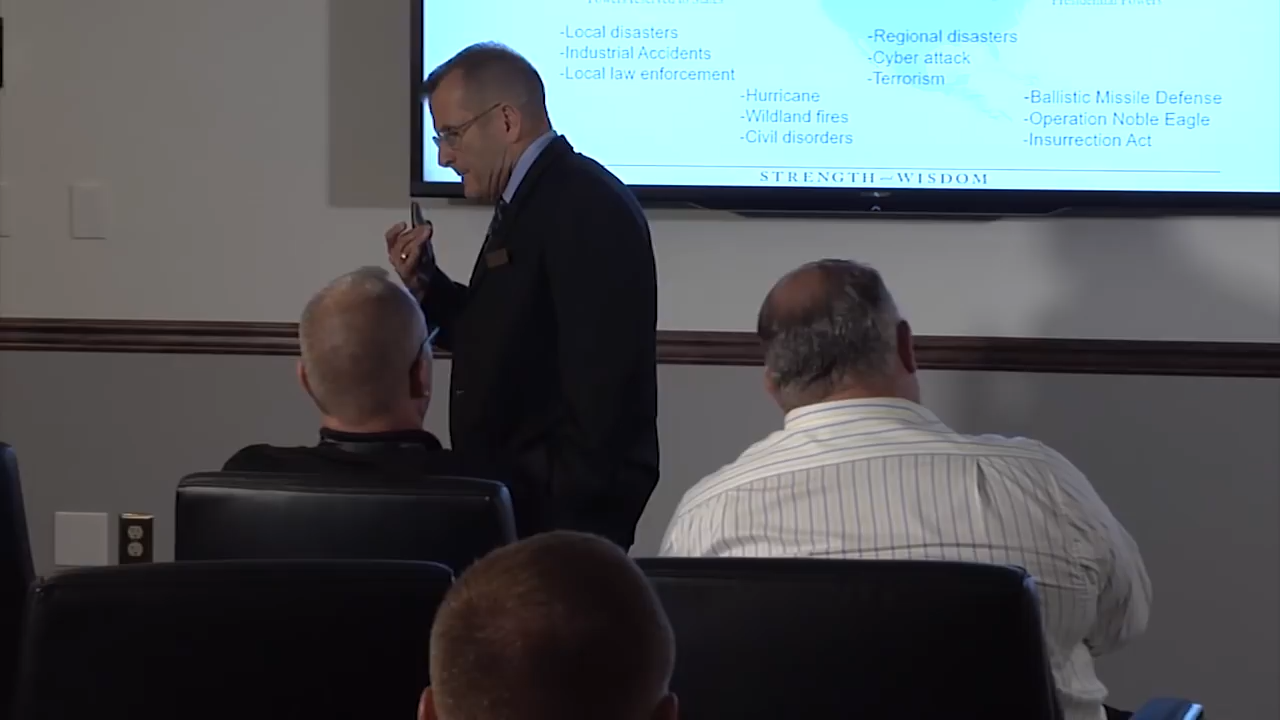 -Local disasters
-Industrial Accidents
-Local law enforcement
-Hurricane
-Wildland fires
-Civil disorders
-Regional disasters
-Cyber attack
-Terrorism
-Ballistic Missile Defense
-Operation Noble Eagle
-Insurrection Act
STRENGTH—WISDOM